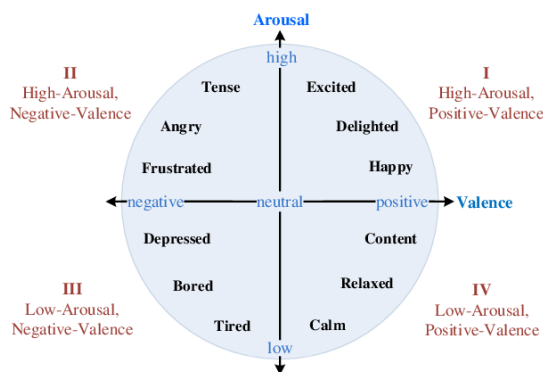 Arousal
high
II
High-Arousal,
Negative-Valence
I
High-Arousal,
Positive-Valence
Tense
Excited
Angry
Delighted
Frustrated
Happy
negative
neutral
positive
Valence
Depressed
Content
Bored
Relaxed
Tired
Calm
III
Low-Arousal,
Negative-Valence
IV
Low-Arousal,
Positive-Valence
low